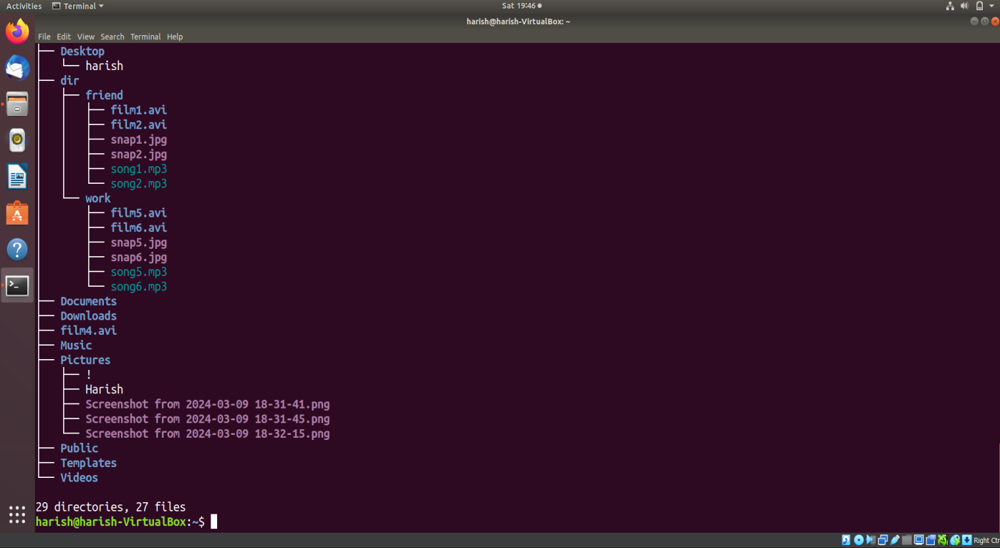 Activities Terminal Sat 19:46
harish@harish-VirtualBox: ~
File Edit View Search Terminal Help
├── Desktop
│   └── harish
├── dir
│   ├── friend
│   │   ├── film1.avi
│   │   ├── film2.avi
│   │   ├── snap1.jpg
│   │   ├── snap2.jpg
│   │   ├── song1.mp3
│   │   └── song2.mp3
│   └── work
│       ├── film5.avi
│       ├── film6.avi
│       ├── snap5.jpg
│       ├── snap6.jpg
│       ├── song5.mp3
│       └── song6.mp3
├── Documents
├── Downloads
├── film4.avi
├── Music
├── Pictures
│   ├── !
│   ├── Harish
│   ├── Screenshot from 2024-03-09 18-31-41.png
│   ├── Screenshot from 2024-03-09 18-31-45.png
│   └── Screenshot from 2024-03-09 18-32-15.png
├── Public
├── Templates
└── Videos
29 directories, 27 files
harish@harish-VirtualBox:~$
Right Ctr